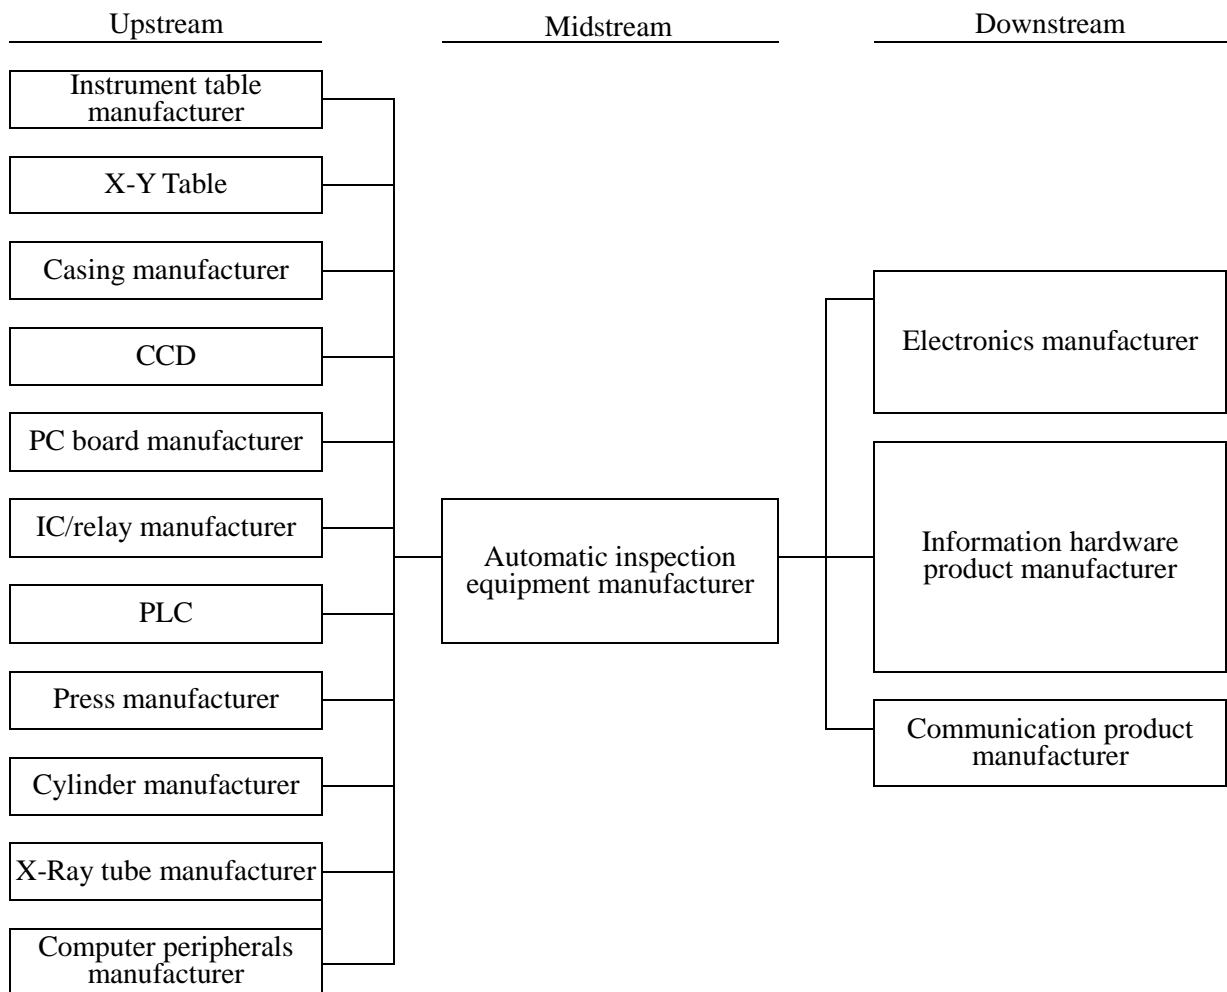 Upstream
Midstream
Downstream
Instrument table
manufacturer
X-Y Table
Casing manufacturer
CCD
PC board manufacturer
IC/relay manufacturer
PLC
Press manufacturer
Cylinder manufacturer
X-Ray tube manufacturer
Computer peripherals
manufacturer
Automatic inspection
equipment manufacturer
Electronics manufacturer
Information hardware
product manufacturer
Communication product
manufacturer